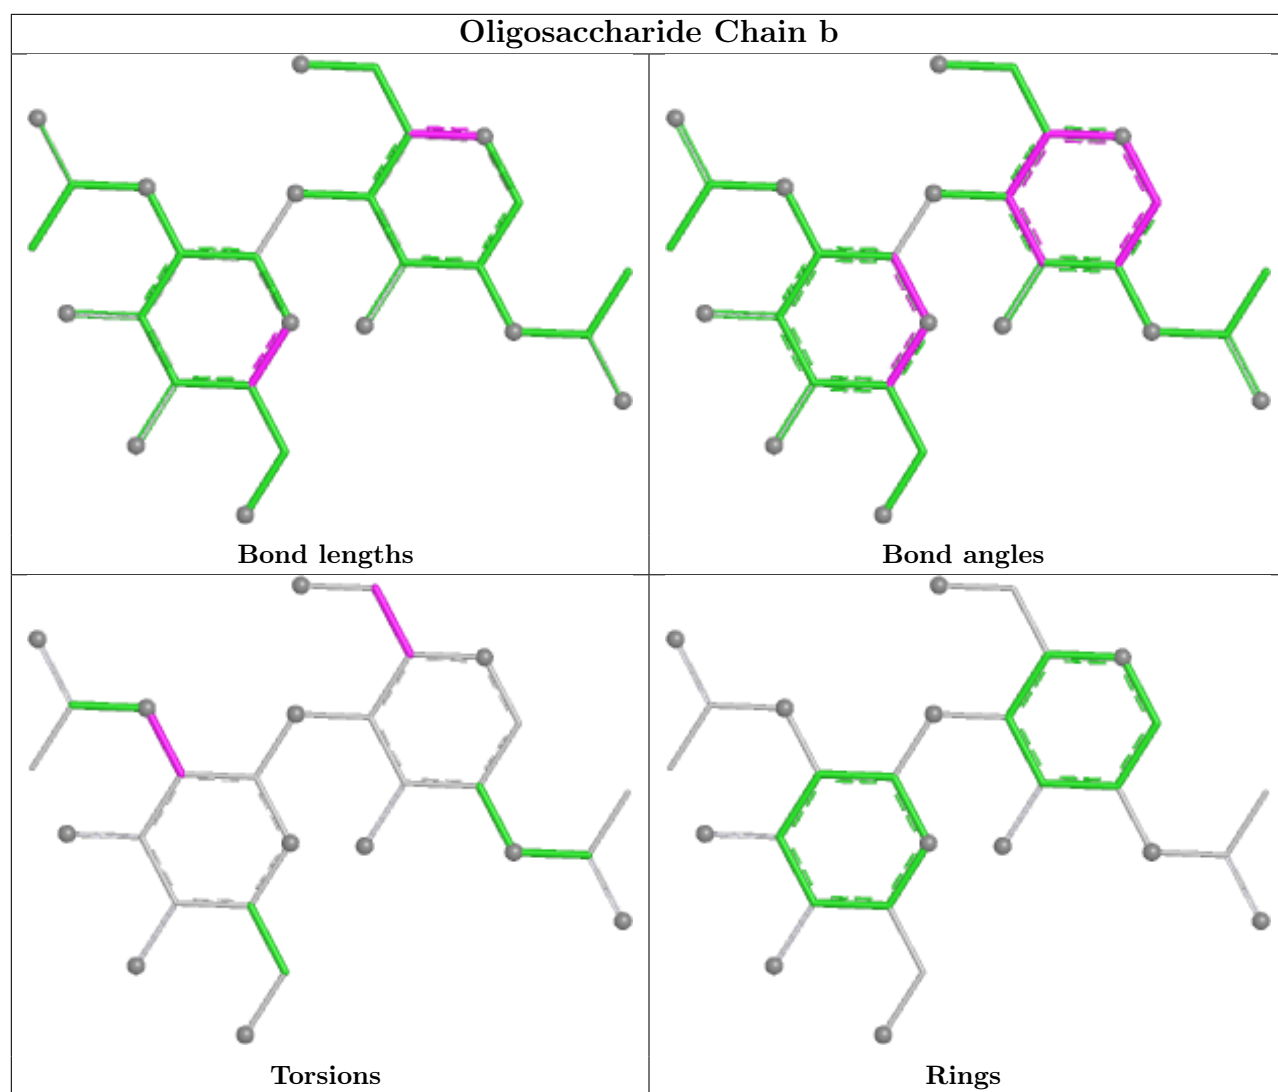 Oligosaccharide Chain b
Bond lengths
Bond angles
Torsions
Rings